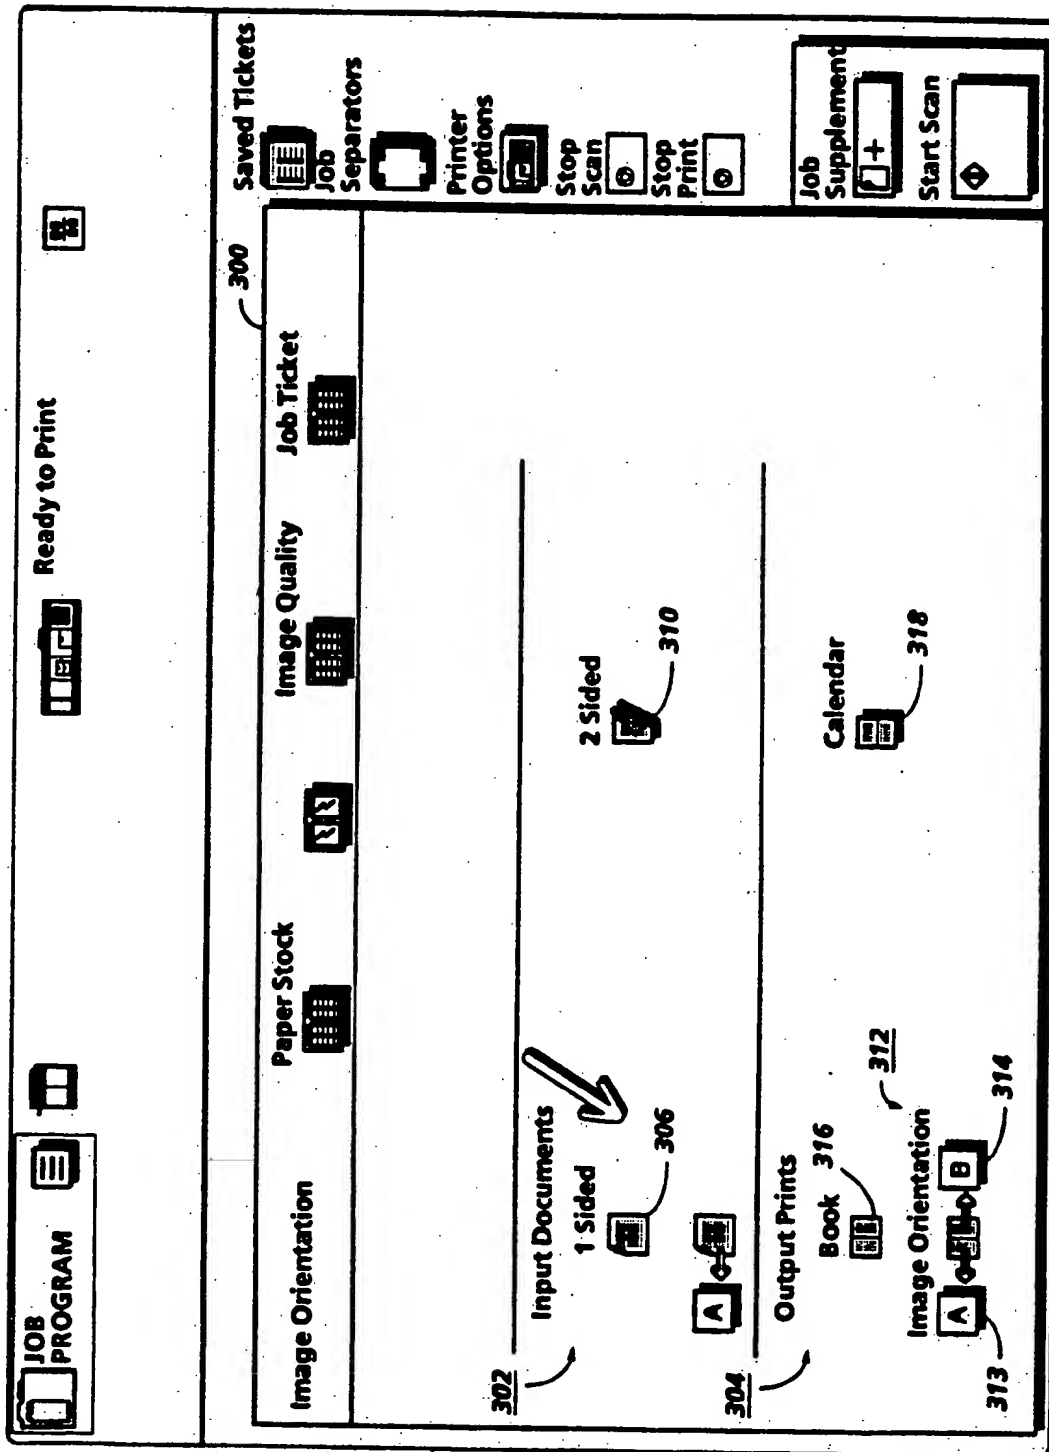 JOB
PROGRAM
Ready to Print
Saved Tickets
Job
Separators
Printer
Options
Stop
Scan
Stop
Print
Job
Supplement
Start Scan
300
Image Orientation
Paper Stock
Image Quality
Job Ticket
302
Input Documents
1 Sided
306
2 Sided
310
A
304
Output Prints
Book
316
Calendar
318
Image Orientation
312
A
B
313
314